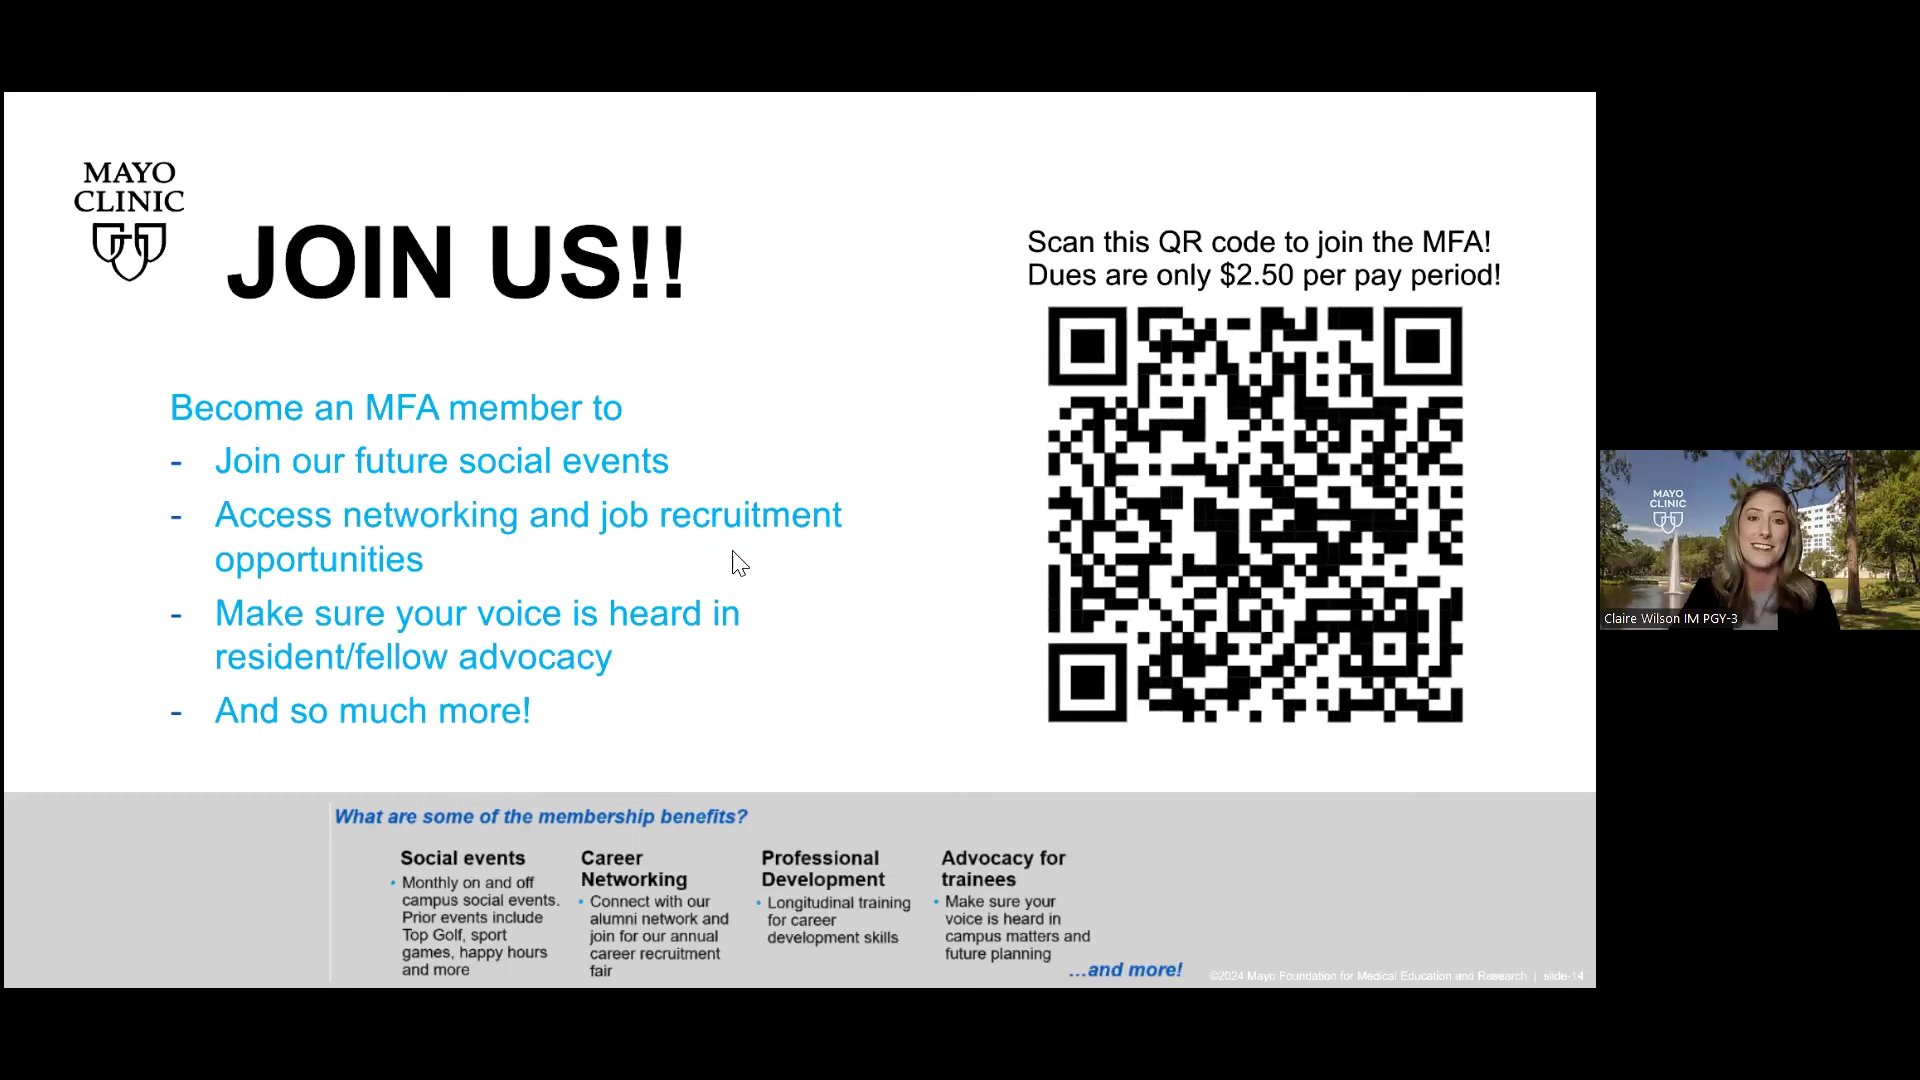 MAYO
CLINIC
JOIN US!!
Scan this QR code to join the MFA!
Dues are only $2.50 per pay period!
Become an MFA member to
- Join our future social events
- Access networking and job recruitment
opportunities
- Make sure your voice is heard in
resident/fellow advocacy
- And so much more!
MAYO
CLINIC
Claire Wilson IM PGY-3
What are some of the membership benefits?
Social events
• Monthly on and off
campus social events.
Prior events include
Top Golf, sport
games, happy hours
and more
Career
Networking
• Connect with our
alumni network and
join for our annual
career recruitment
fair
Professional
Development
• Longitudinal training
for career
development skills
Advocacy for
trainees
• Make sure your
voice is heard in
campus matters and
future planning
...and more!
©2024 Mayo Foundation for Medical Education and Research | slide-14